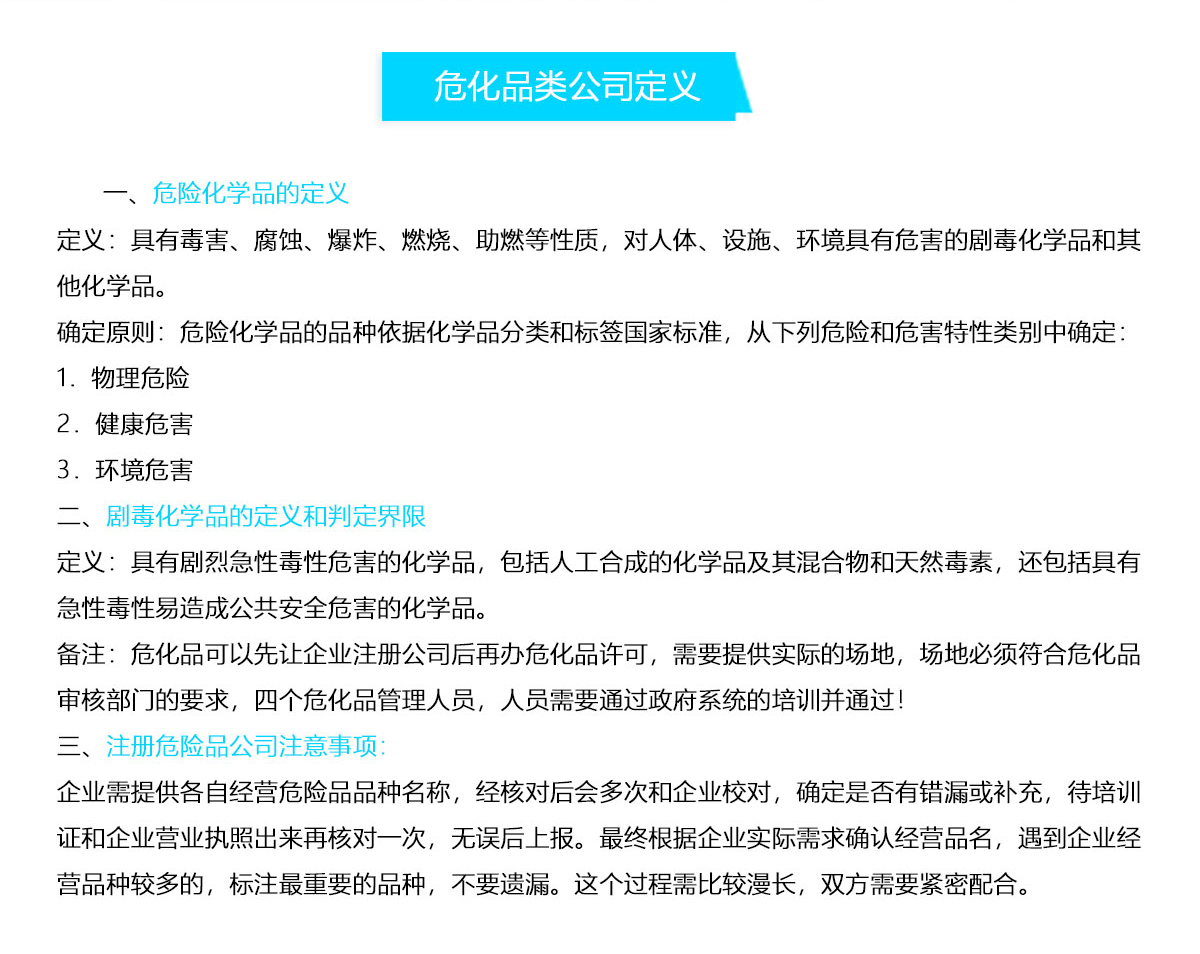 危化品类公司定义
一、危险化学品的定义
定义：具有毒害、腐蚀、爆炸、燃烧、助燃等性质，对人体、设施、环境具有危害的剧毒化学品和其
他化学品。
确定原则：危险化学品的品种依据化学品分类和标签国家标准，从下列危险和危害特性类别中确定：
1. 物理危险
2. 健康危害
3. 环境危害
二、剧毒化学品的定义和判定界限
定义：具有剧烈急性毒性危害的化学品，包括人工合成的化学品及其混合物和天然毒素，还包括具有
急性毒性易造成公共安全危害的化学品。
备注：危化品可以先让企业注册公司后再办危化品许可，需要提供实际的场地，场地必须符合危化品
审核部门的要求，四个危化品管理人员，人员需要通过政府系统的培训并通过！
三、注册危险品公司注意事项：
企业需提供各自经营危险品品种名称，经核对后会多次和企业校对，确定是否有错漏或补充，待培训
证和企业营业执照出来再核对一次，无误后上报。最终根据企业实际需求确认经营品名，遇到企业经
营品种较多的，标注最重要的品种，不要遗漏。这个过程需比较漫长，双方需要紧密配合。